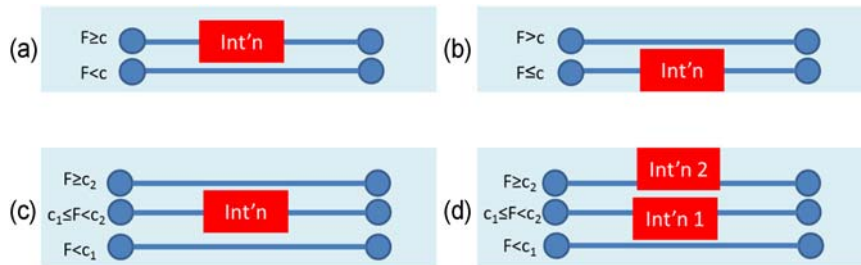 (a) F≥c Int'n
F<c
(b) F>c
F≤c Int'n
(c) F≥c₂
c₁≤F<c₂ Int'n
F<c₁
(d) F≥c₂ Int'n 2
c₁≤F<c₂ Int'n 1
F<c₁